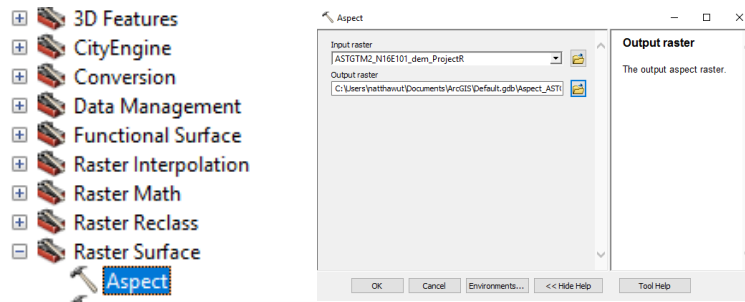 3D Features
CityEngine
Conversion
Data Management
Functional Surface
Raster Interpolation
Raster Math
Raster Reclass
Raster Surface
Aspect
Aspect
Input raster
ASTGTM2_N16E101_dem_ProjectR
Output raster
C:\Users\natthawut\Documents\ArcGIS\Default.gdb\Aspect_AST
OK
Cancel
Environments...
<< Hide Help
Output raster
The output aspect raster.
Tool Help